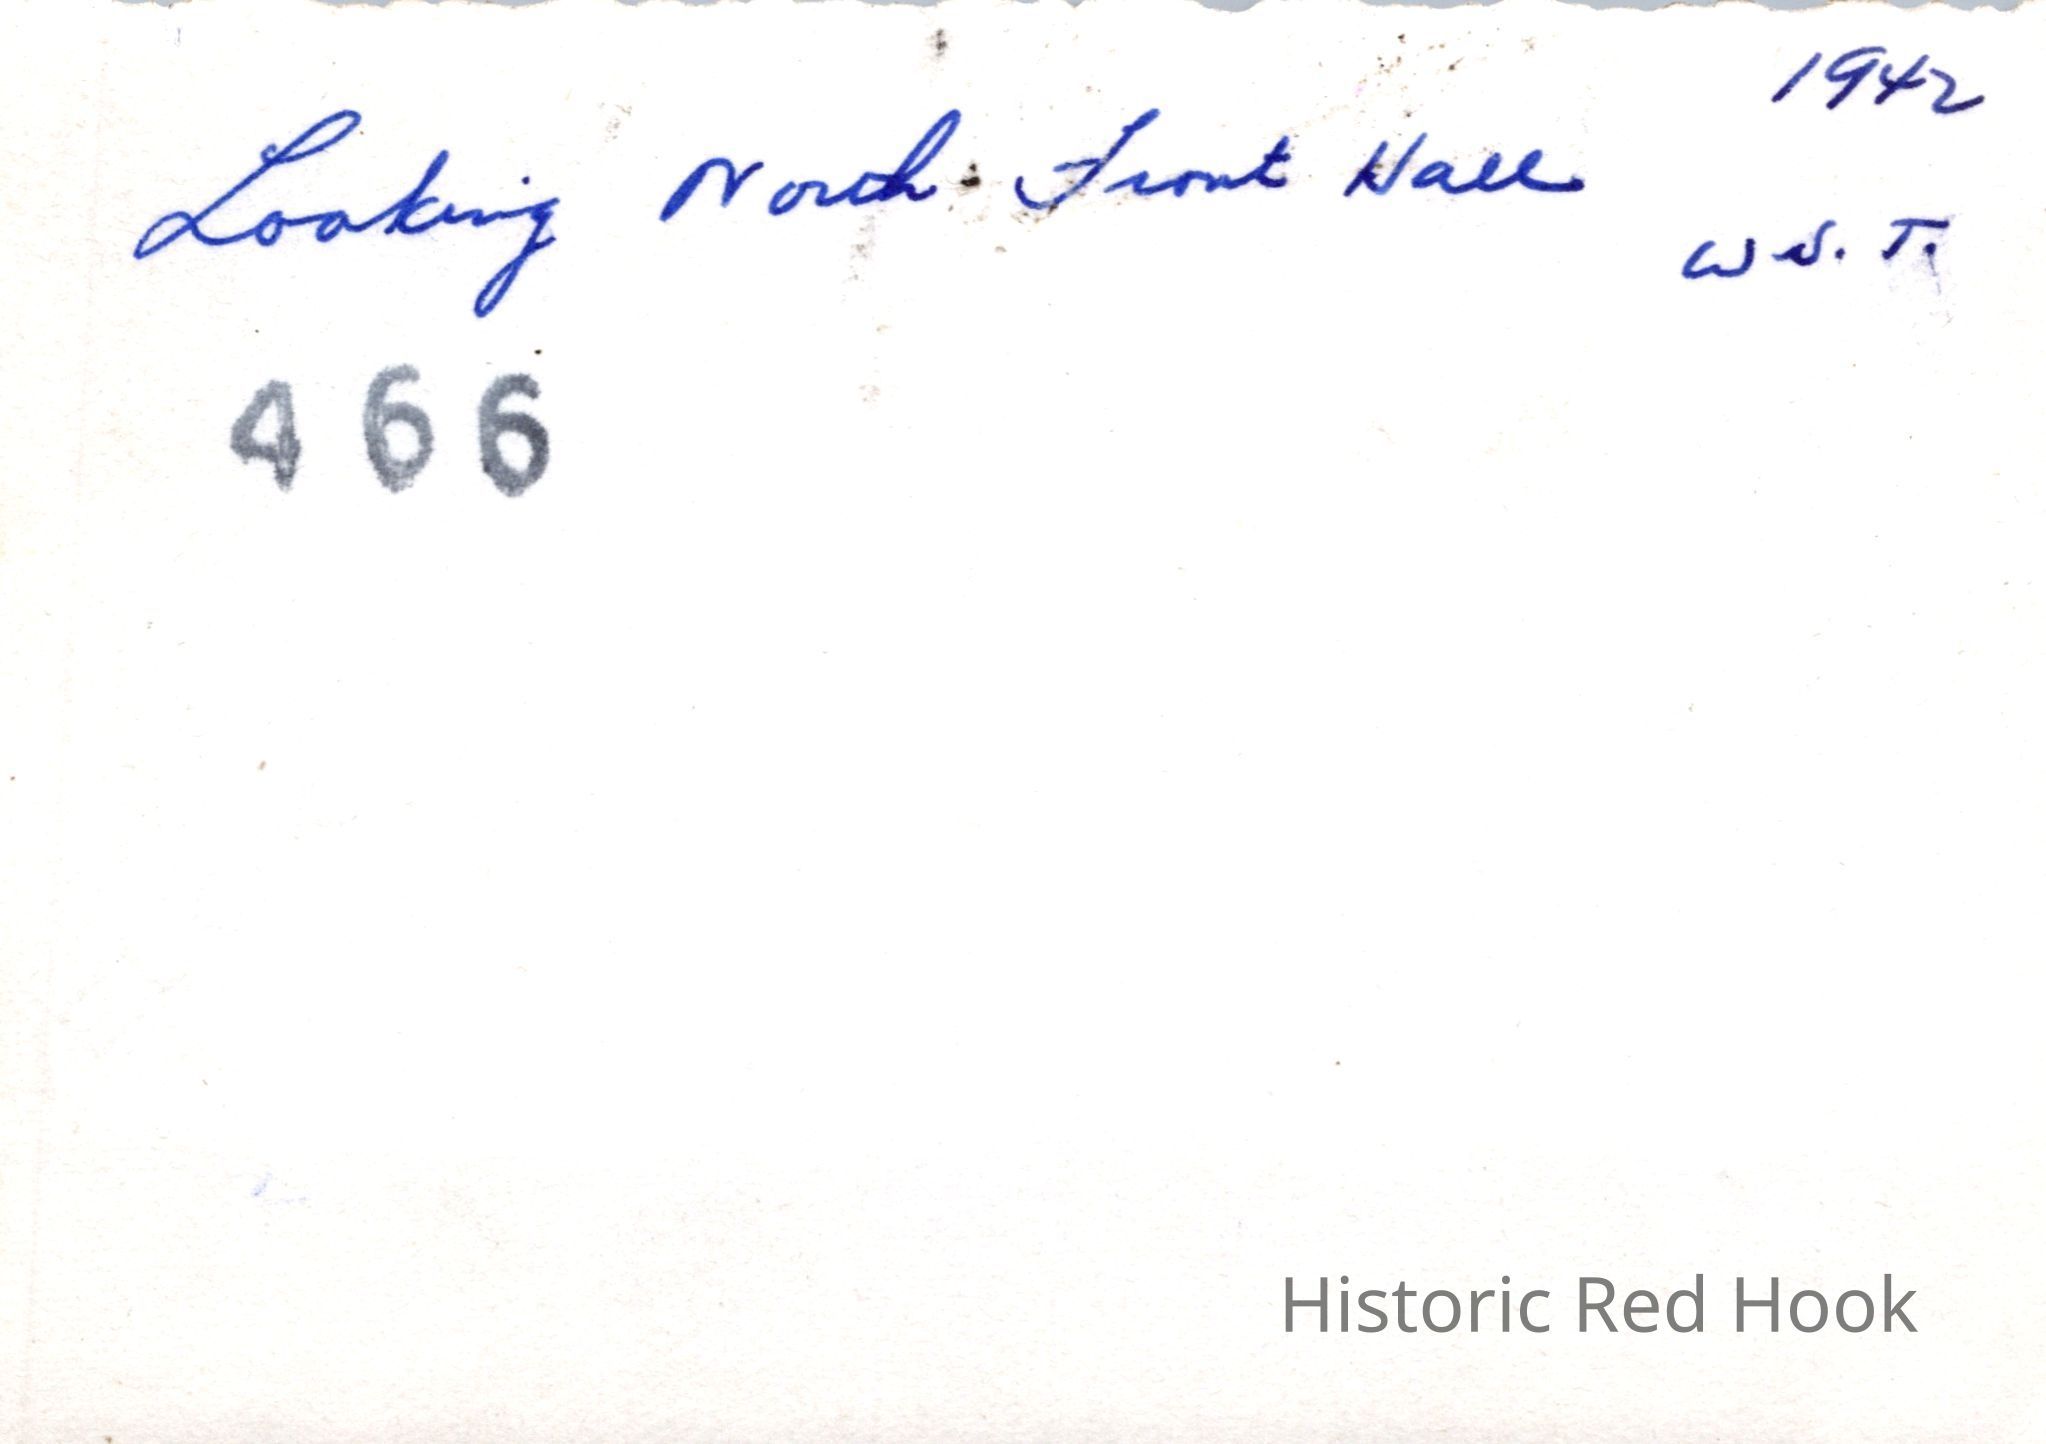 1942
Looking North Front Hall
W S. T.
466
Historic Red Hook